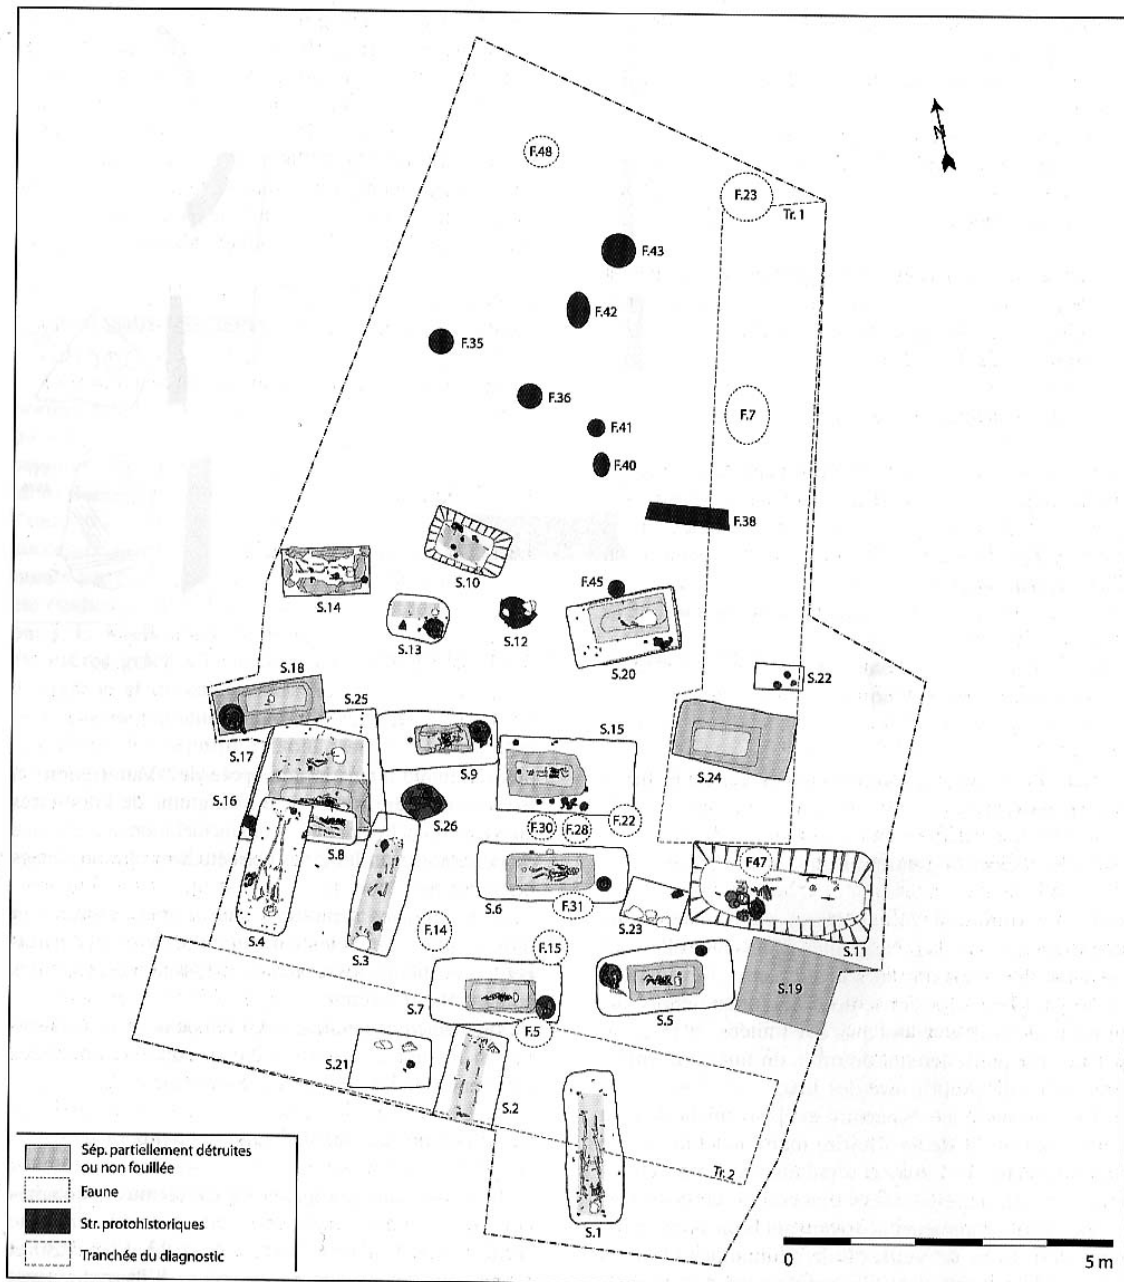 F.48
N
F.23
Tr. 1
F.43
F.42
F.35
F.36
F.7
F.41
F.40
F.38
S.10
F.45
S.14
S.12
S.13
S.20
S.22
S.18
S.25
S.15
S.17
S.9
S.24
S.16
S.26
F.30
F.28
F.22
S.8
F47
S.6
F.31
S.23
F.14
S.4
S.3
F.15
S.11
S.7
S.19
S.5
F.5
S.21
S.2
Tr. 2
S.1
Sép. partiellement détruites
ou non fouillée
Faune
Str. protohistoriques
Tranchée du diagnostic
0
5 m